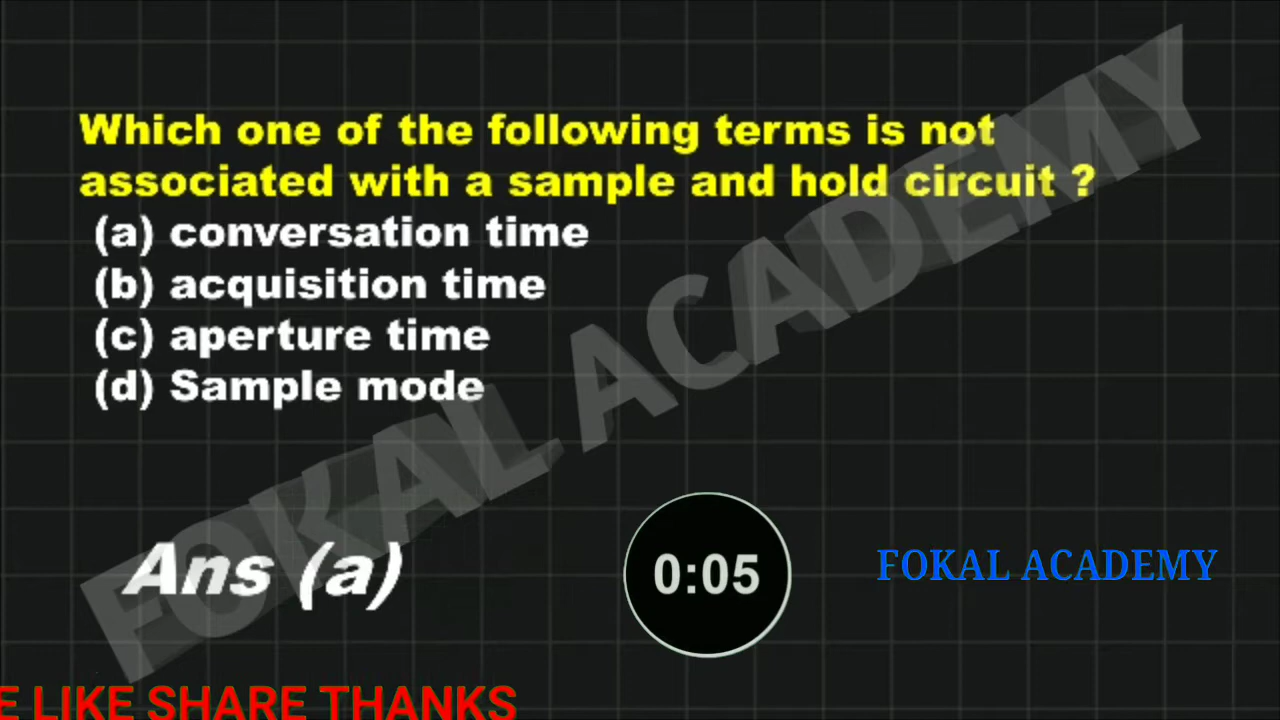 Which one of the following terms is not
associated with a sample and hold circuit ?
(a) conversation time
(b) acquisition time
(c) aperture time
(d) Sample mode
FOKAL ACADEMY
Ans (a)
0:05
FOKAL ACADEMY
E LIKE SHARE THANKS